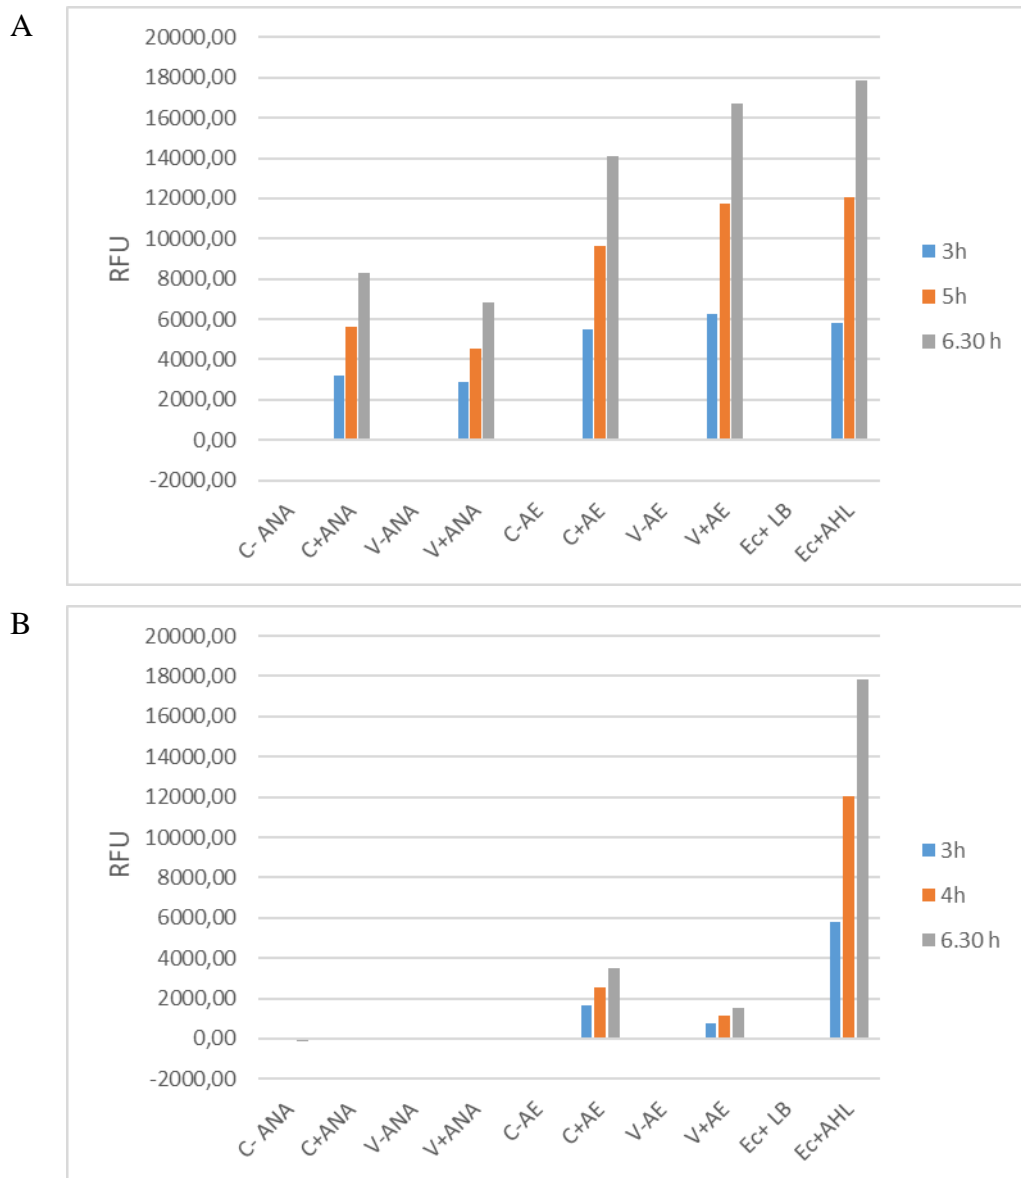 A
20000,00
18000,00
16000,00
14000,00
12000,00
10000,00
8000,00
6000,00
4000,00
2000,00
0,00
-2000,00
RFU
C- ANA
C+ANA
V-ANA
V+ANA
C-AE
C+AE
V-AE
V+AE
Ec+ LB
Ec+AHL
3h
5h
6.30 h
B
20000,00
18000,00
16000,00
14000,00
12000,00
10000,00
8000,00
6000,00
4000,00
2000,00
0,00
-2000,00
RFU
C- ANA
C+ANA
V-ANA
V+ANA
C-AE
C+AE
V-AE
V+AE
Ec+ LB
Ec+AHL
3h
4h
6.30 h